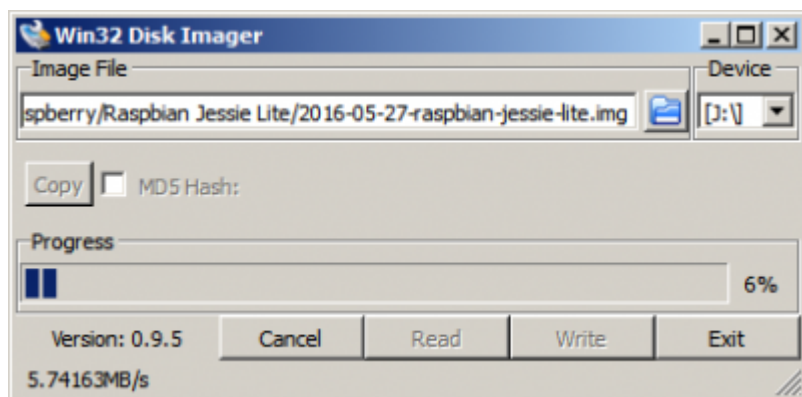 Win32 Disk Imager
Image File
Device
spberry/Raspbian Jessie Lite/2016-05-27-raspbian-jessie-lite.img
[J:\]
Copy MD5 Hash:
Progress
6%
Version: 0.9.5 Cancel Read Write Exit
5.74163MB/s